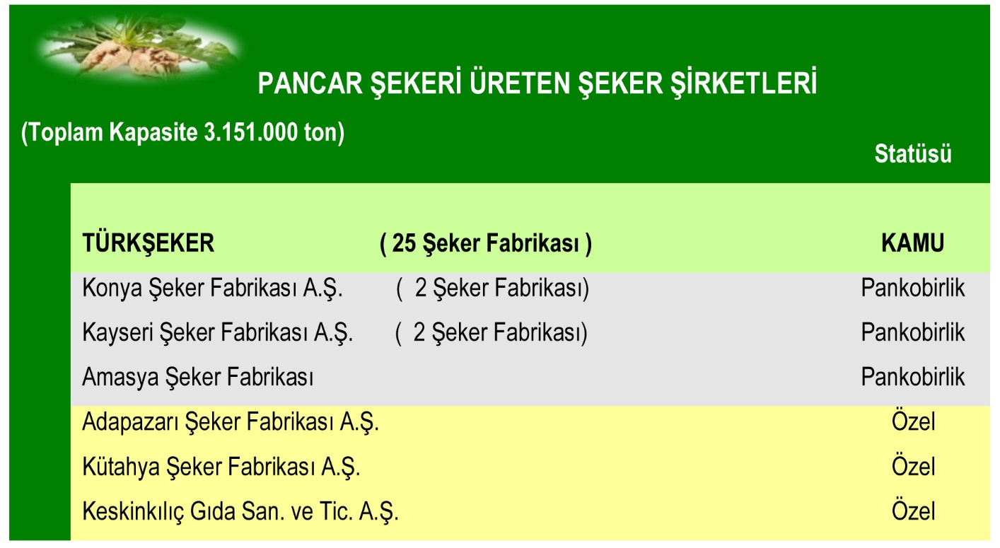 PANCAR ŞEKERİ ÜRETEN ŞEKER ŞİRKETLERİ
(Toplam Kapasite 3.151.000 ton)
Statüsü
TÜRKŞEKER ( 25 Şeker Fabrikası ) KAMU
Konya Şeker Fabrikası A.Ş. ( 2 Şeker Fabrikası) Pankobirlik
Kayseri Şeker Fabrikası A.Ş. ( 2 Şeker Fabrikası) Pankobirlik
Amasya Şeker Fabrikası Pankobirlik
Adapazarı Şeker Fabrikası A.Ş. Özel
Kütahya Şeker Fabrikası A.Ş. Özel
Keskinkılıç Gıda San. ve Tic. A.Ş. Özel